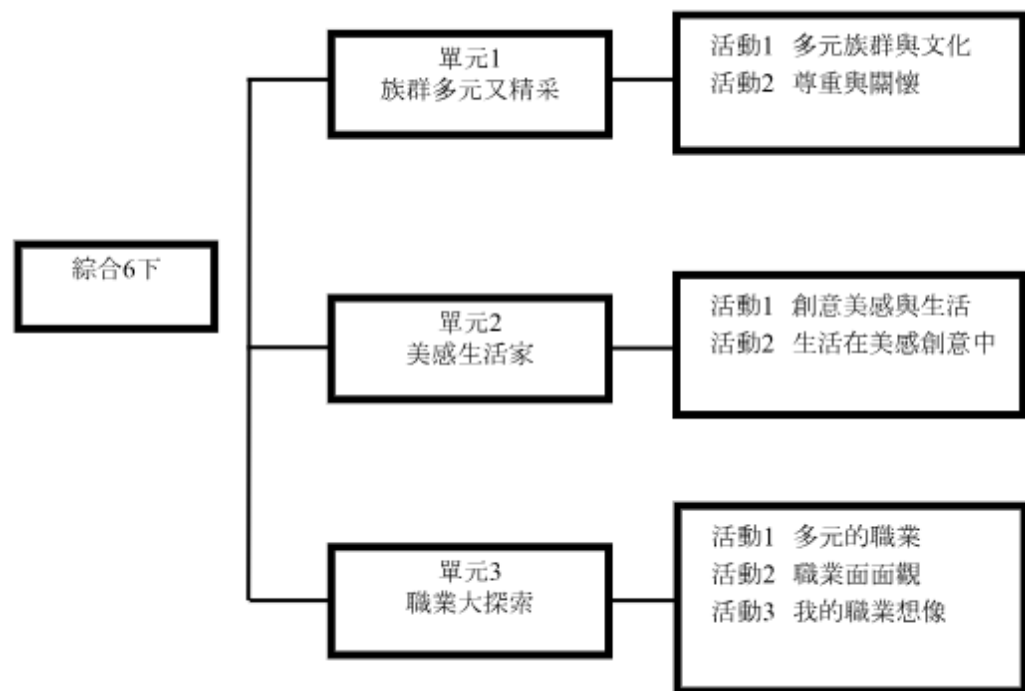 綜合6下
單元1
族群多元又精采
活動1 多元族群與文化
活動2 尊重與關懷
單元2
美感生活家
活動1 創意美感與生活
活動2 生活在美感創意中
單元3
職業大探索
活動1 多元的職業
活動2 職業面面觀
活動3 我的職業想像